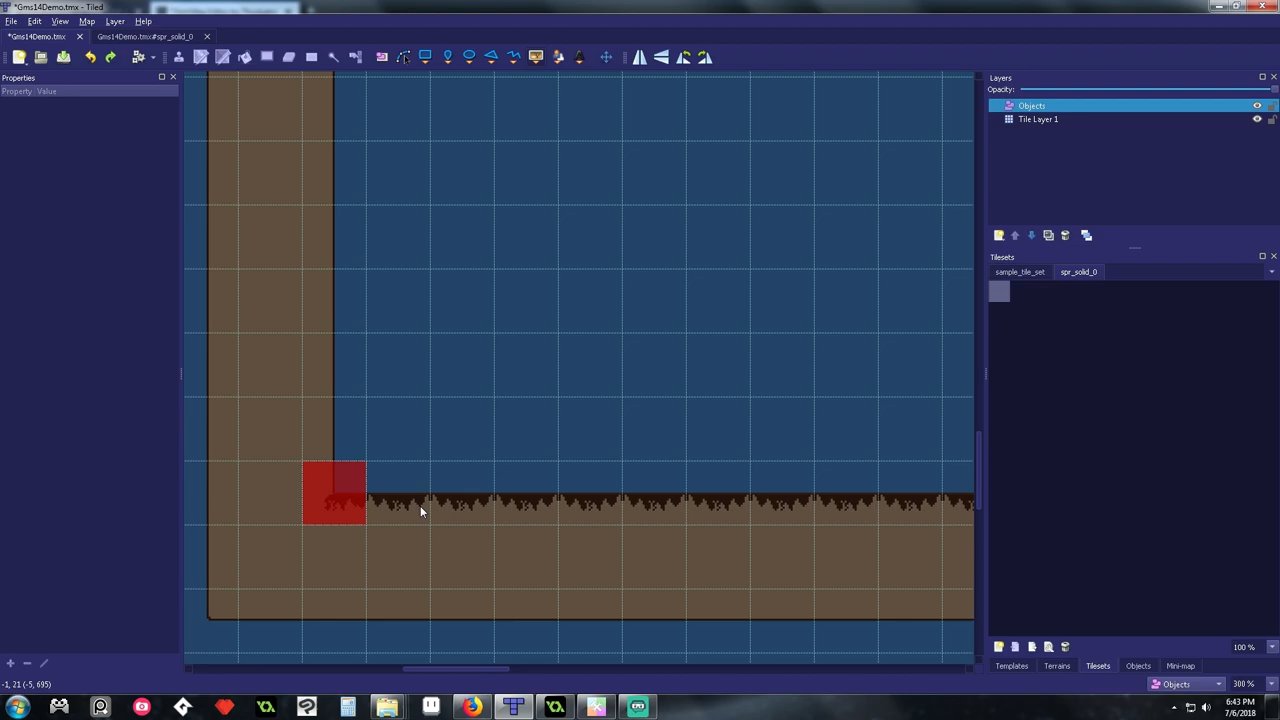 *Gms14Demo.tmx - Tiled
File Edit View Map Layer Help
*Gms14Demo.tmx Gms14Demo.tmx#spr_solid_0
Properties
Property Value
Layers
Opacity:
Objects
Tile Layer 1
Tilesets
sample_tile_set spr_solid_0
100 %
Templates Terrains Tilesets Objects Mini-map
-1, 21 (-5, 695)
Objects 300 %
6:43 PM
7/6/2018